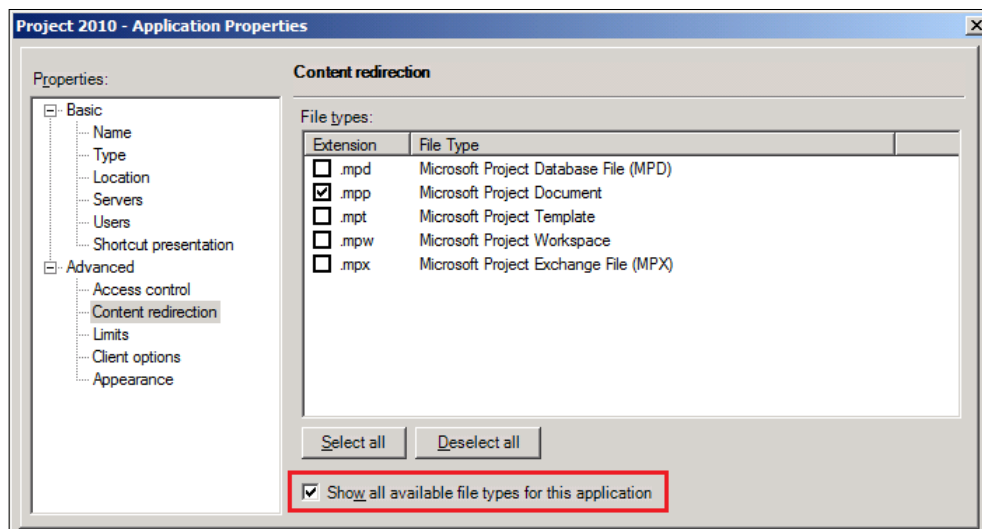 Project 2010 - Application Properties
Properties:
Basic
Name
Type
Location
Servers
Users
Shortcut presentation
Advanced
Access control
Content redirection
Limits
Client options
Appearance
Content redirection
File types:
Extension File Type
.mpd Microsoft Project Database File (MPD)
.mpp Microsoft Project Document
.mpt Microsoft Project Template
.mpw Microsoft Project Workspace
.mpx Microsoft Project Exchange File (MPX)
Select all Deselect all
Show all available file types for this application